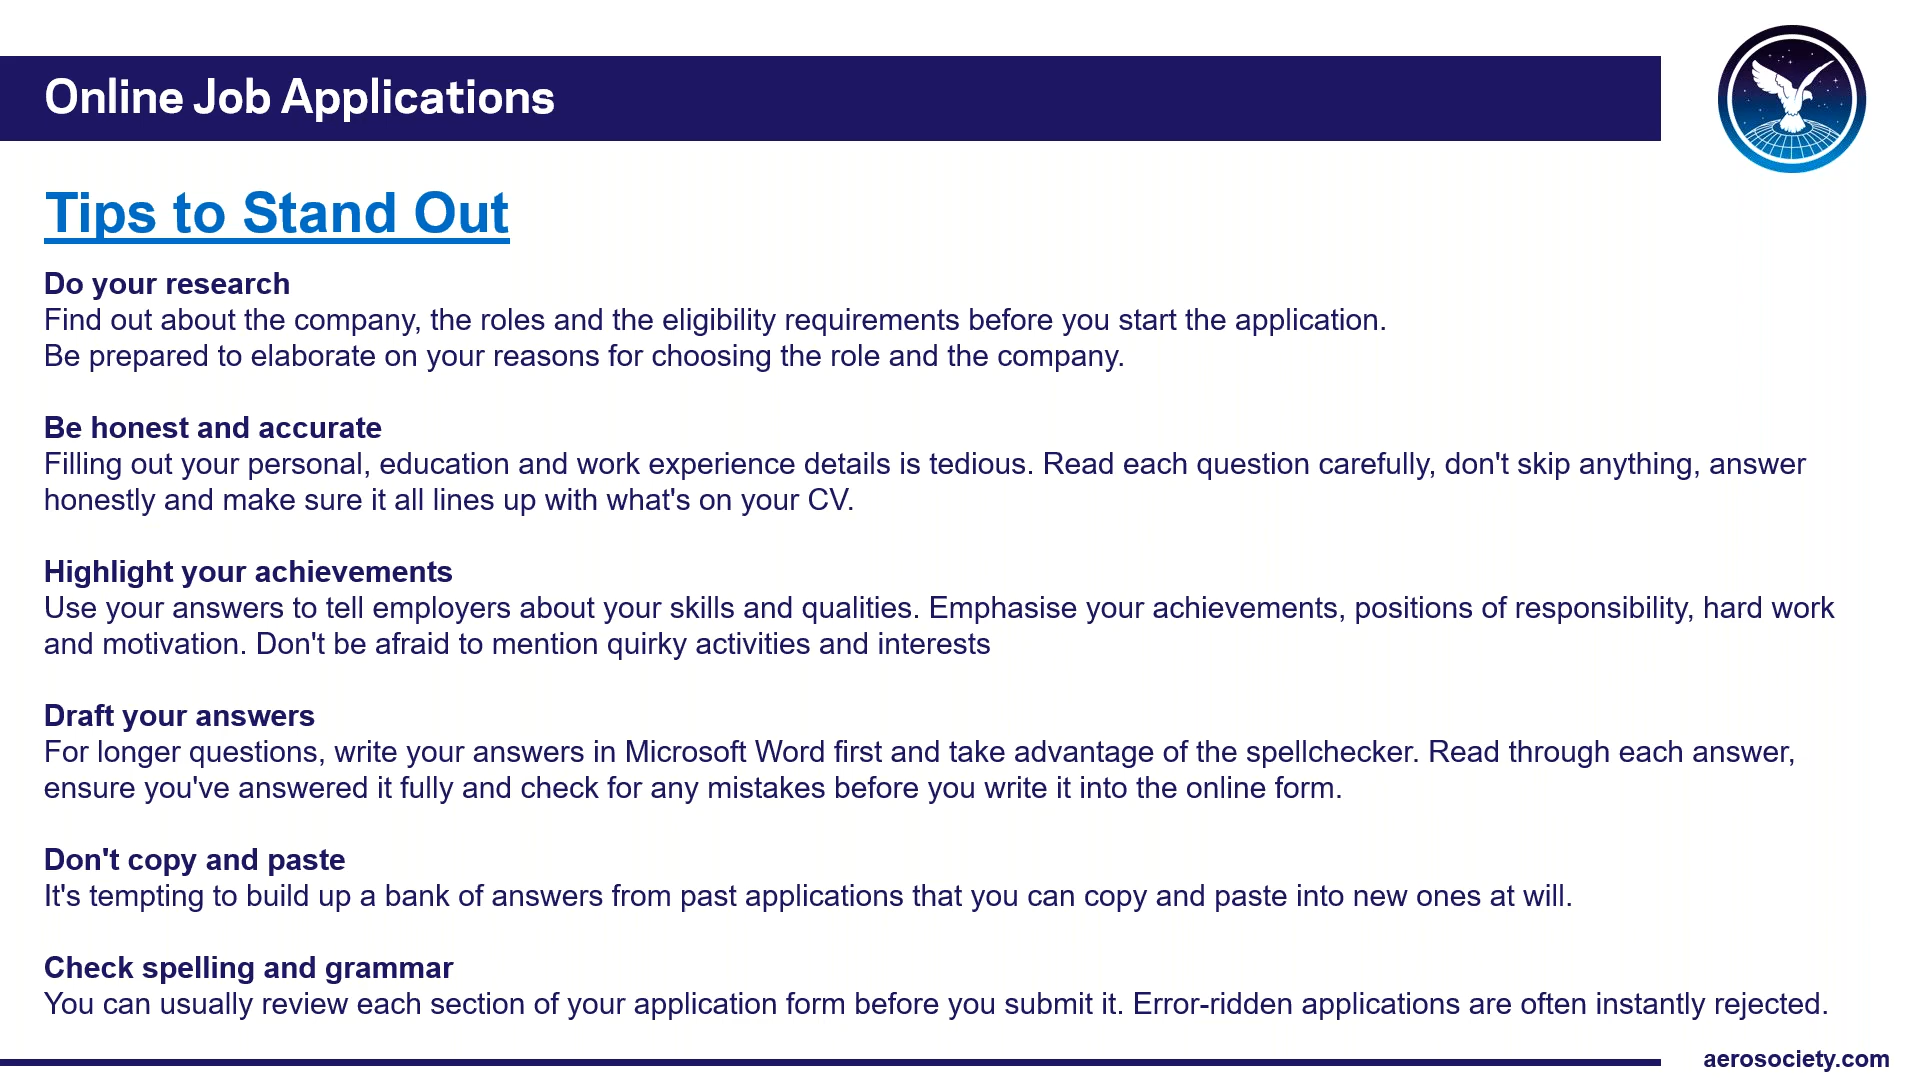 Online Job Applications
Tips to Stand Out
Do your research
Find out about the company, the roles and the eligibility requirements before you start the application.
Be prepared to elaborate on your reasons for choosing the role and the company.
Be honest and accurate
Filling out your personal, education and work experience details is tedious. Read each question carefully, don't skip anything, answer
honestly and make sure it all lines up with what's on your CV.
Highlight your achievements
Use your answers to tell employers about your skills and qualities. Emphasise your achievements, positions of responsibility, hard work
and motivation. Don't be afraid to mention quirky activities and interests
Draft your answers
For longer questions, write your answers in Microsoft Word first and take advantage of the spellchecker. Read through each answer,
ensure you've answered it fully and check for any mistakes before you write it into the online form.
Don't copy and paste
It's tempting to build up a bank of answers from past applications that you can copy and paste into new ones at will.
Check spelling and grammar
You can usually review each section of your application form before you submit it. Error-ridden applications are often instantly rejected.
aerosociety.com